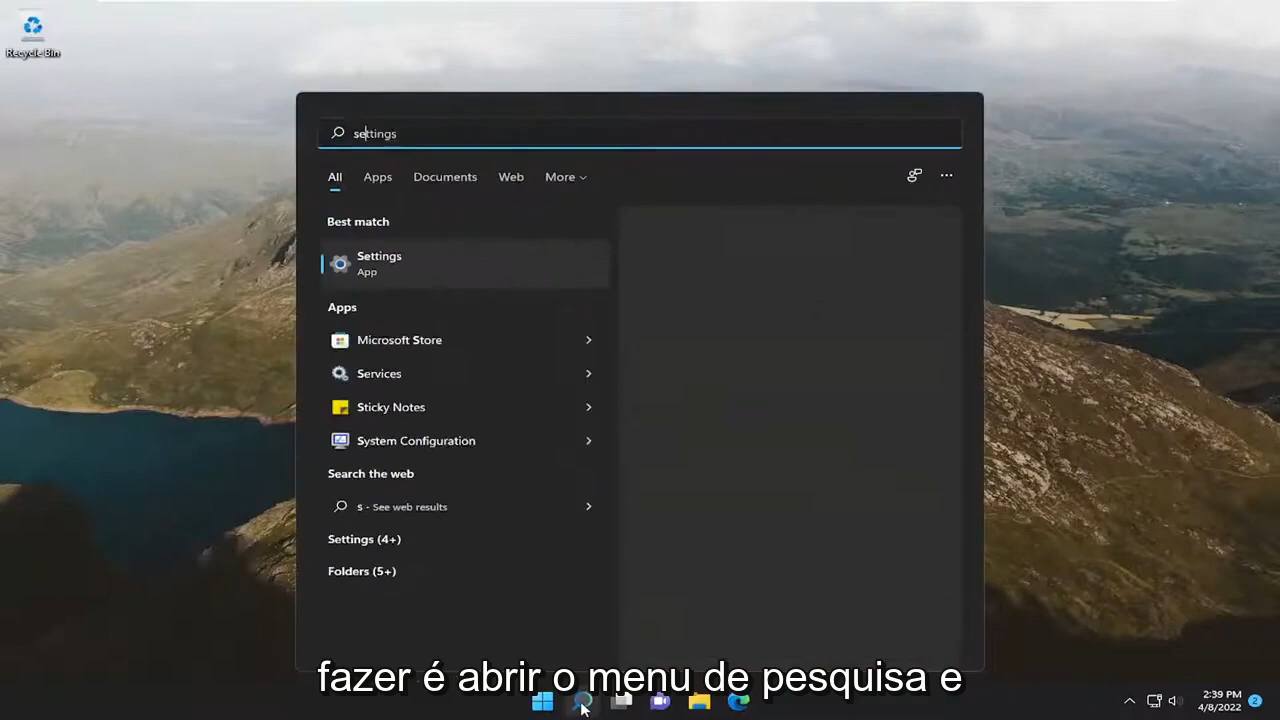 Recycle Bin
settings
All Apps Documents Web More
Best match
Settings
App
Apps
Microsoft Store
Services
Sticky Notes
System Configuration
Search the web
s - See web results
Settings (4+)
Folders (5+)
fazer é abrir o menu de pesquisa e
2:39 PM
4/8/2022
2